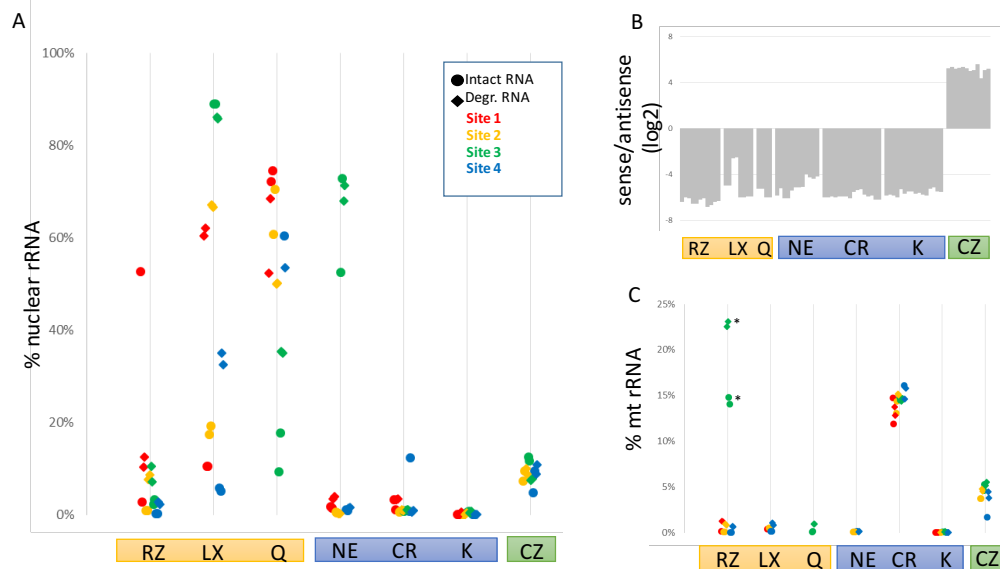 A
% nuclear rRNA
100%
80%
60%
40%
20%
0%
Intact RNA
Degr. RNA
Site 1
Site 2
Site 3
Site 4
RZ LX Q NE CR K CZ
B
sense/antisense
(log2)
8
4
0
-4
-8
RZ LX Q NE CR K CZ
C
% mt rRNA
25%
20%
15%
10%
5%
0%
*
*
RZ LX Q NE CR K CZ